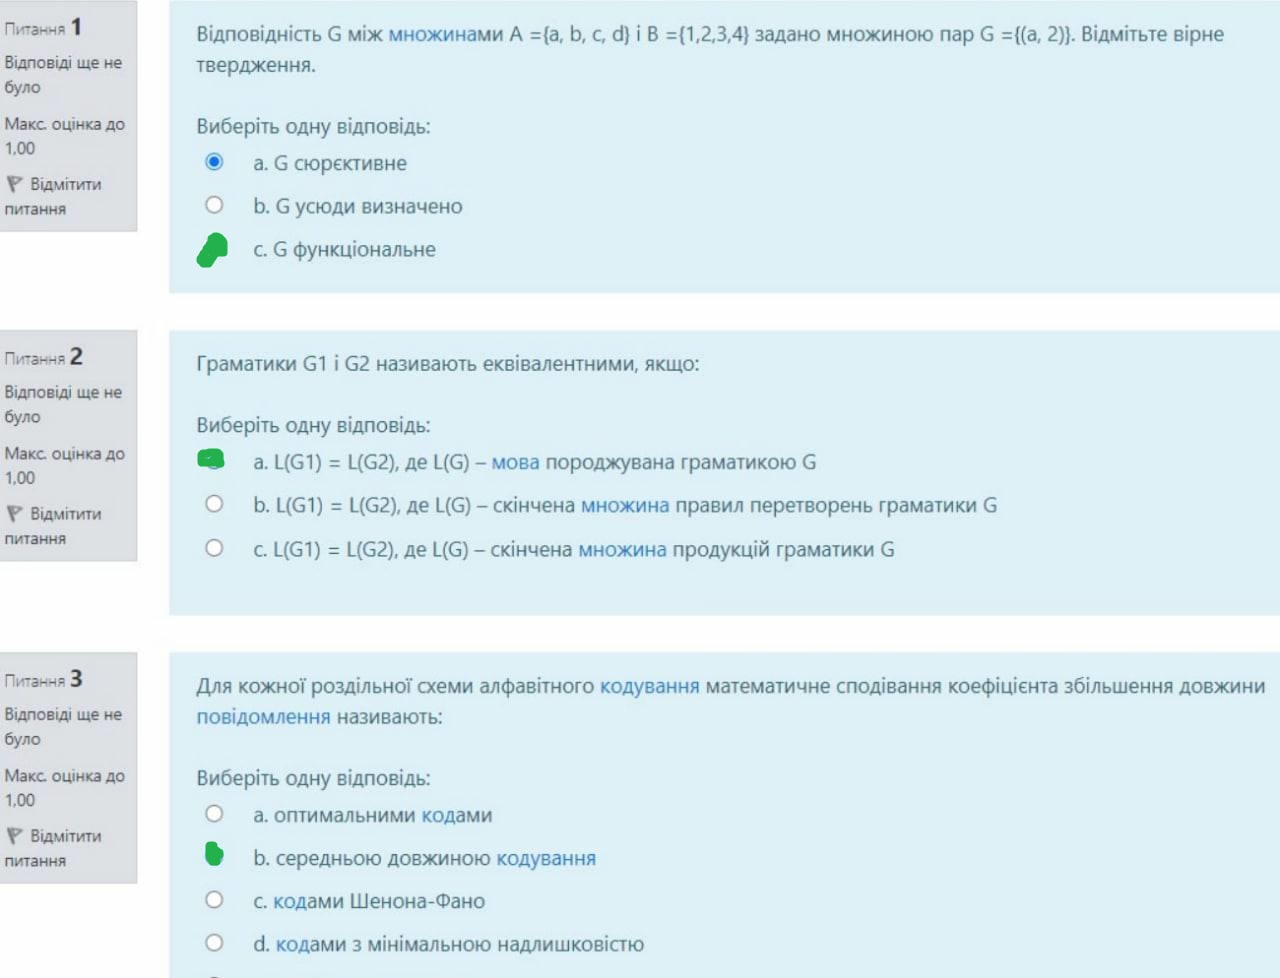 Питання 1
Відповіді ще не
було
Макс. оцінка до
1,00
Відмітити
питання
Відповідність G між множинами A ={a, b, c, d} і B ={1,2,3,4} задано множиною пар G ={(a, 2)}. Відмітьте вірне
твердження.
Виберіть одну відповідь:
a. G сюрєктивне
b. G усюди визначено
c. G функціональне
Питання 2
Відповіді ще не
було
Макс. оцінка до
1,00
Відмітити
питання
Граматики G1 і G2 називають еквівалентними, якщо:
Виберіть одну відповідь:
a. L(G1) = L(G2), де L(G) – мова породжувана граматикою G
b. L(G1) = L(G2), де L(G) – скінчена множина правил перетворень граматики G
c. L(G1) = L(G2), де L(G) – скінчена множина продукцій граматики G
Питання 3
Відповіді ще не
було
Макс. оцінка до
1,00
Відмітити
питання
Для кожної роздільної схеми алфавітного кодування математичне сподівання коефіцієнта збільшення довжини
повідомлення називають:
Виберіть одну відповідь:
a. оптимальними кодами
b. середньою довжиною кодування
c. кодами Шенона-Фано
d. кодами з мінімальною надлишковістю